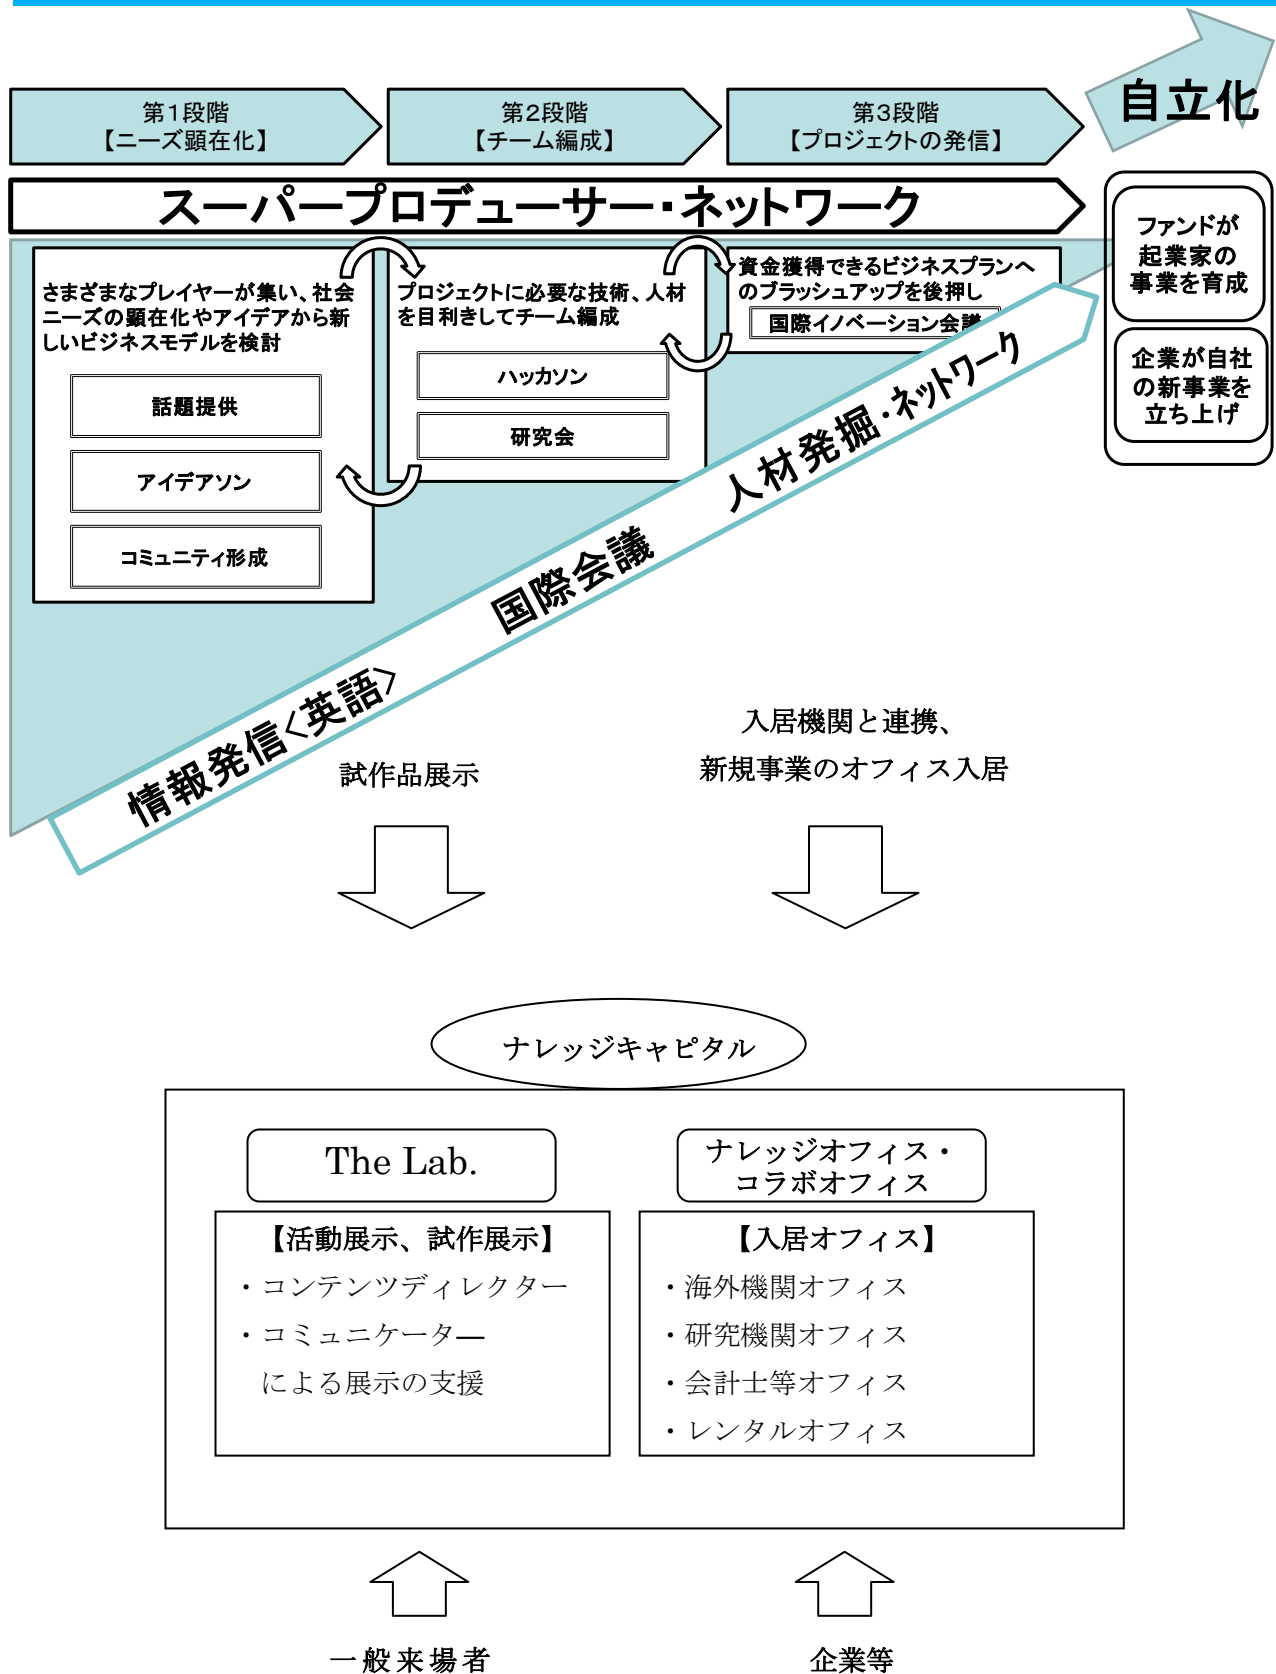 自立化
第1段階
【ニーズ顕在化】
第2段階
【チーム編成】
第3段階
【プロジェクトの発信】
スーパープロデューサー・ネットワーク
さまざまなプレイヤーが集い、社会
ニーズの顕在化やアイデアから新
しいビジネスモデルを検討
話題提供
アイデアソン
コミュニティ形成
プロジェクトに必要な技術、人材
を目利きしてチーム編成
ハッカソン
研究会
資金獲得できるビジネスプランへ
のブラッシュアップを後押し
国際イノベーション会議
ファンドが
起業家の
事業を育成
企業が自社
の新事業を
立ち上げ
情報発信<英語> 国際会議 人材発掘・ネットワーク
試作品展示
入居機関と連携、
新規事業のオフィス入居
ナレッジキャピタル
The Lab.
【活動展示、試作展示】
・コンテンツディレクター
・コミュニケーター
による展示の支援
ナレッジオフィス・
コラボオフィス
【入居オフィス】
・海外機関オフィス
・研究機関オフィス
・会計士等オフィス
・レンタルオフィス
一般来場者
企業等